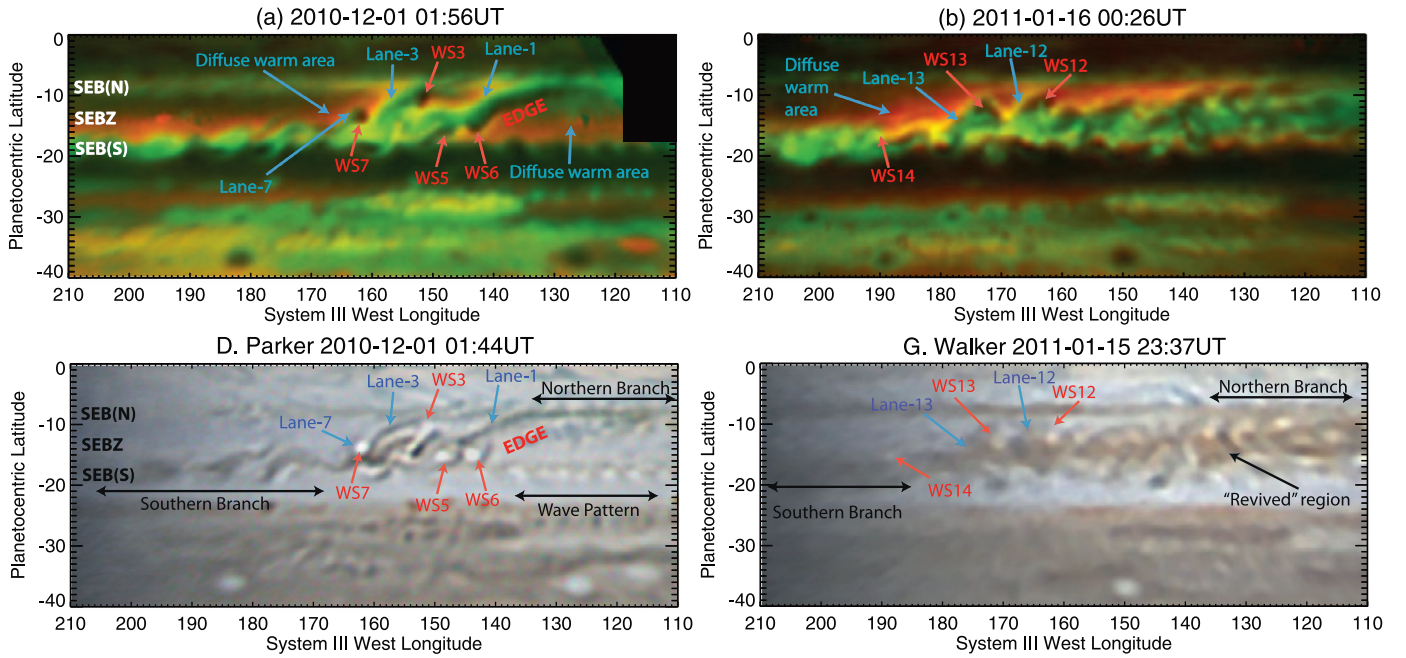 (a) 2010-12-01 01:56UT
Planetocentric Latitude
0
-10
-20
-30
-40
SEB(N)
SEBZ
SEB(S)
Diffuse warm area
Lane-3
WS3
Lane-1
EDGE
WS7
Lane-7
WS5
WS6
Diffuse warm area
210 200 190 180 170 160 150 140 130 120 110
System III West Longitude
(b) 2011-01-16 00:26UT
Planetocentric Latitude
0
-10
-20
-30
-40
Diffuse
warm
area
Lane-13
WS13
Lane-12
WS12
WS14
210 200 190 180 170 160 150 140 130 120 110
System III West Longitude
D. Parker 2010-12-01 01:44UT
Planetocentric Latitude
0
-10
-20
-30
-40
SEB(N)
SEBZ
SEB(S)
Lane-7
Lane-3
WS3
Lane-1
Northern Branch
EDGE
Southern Branch
WS7
WS5
WS6
Wave Pattern
210 200 190 180 170 160 150 140 130 120 110
System III West Longitude
G. Walker 2011-01-15 23:37UT
Planetocentric Latitude
0
-10
-20
-30
-40
Lane-13
WS13
Lane-12
WS12
Northern Branch
WS14
Southern Branch
“Revived” region
210 200 190 180 170 160 150 140 130 120 110
System III West Longitude